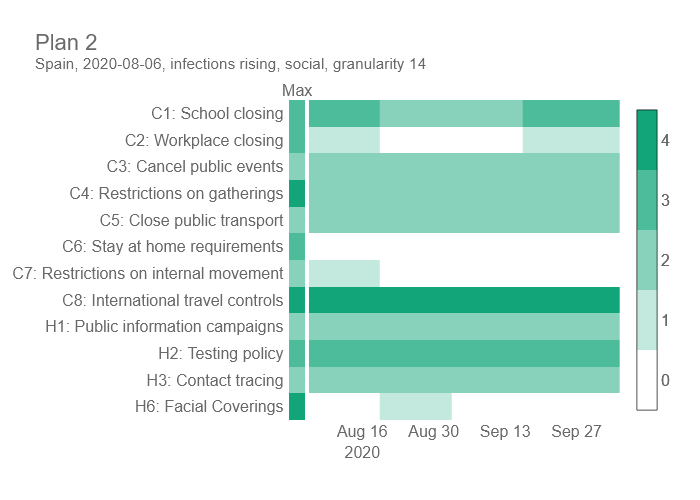 Plan 2
Spain, 2020-08-06, infections rising, social, granularity 14
Max
C1: School closing
C2: Workplace closing
C3: Cancel public events
C4: Restrictions on gatherings
C5: Close public transport
C6: Stay at home requirements
C7: Restrictions on internal movement
C8: International travel controls
H1: Public information campaigns
H2: Testing policy
H3: Contact tracing
H6: Facial Coverings
Aug 16 Aug 30 Sep 13 Sep 27
2020
4
3
2
1
0